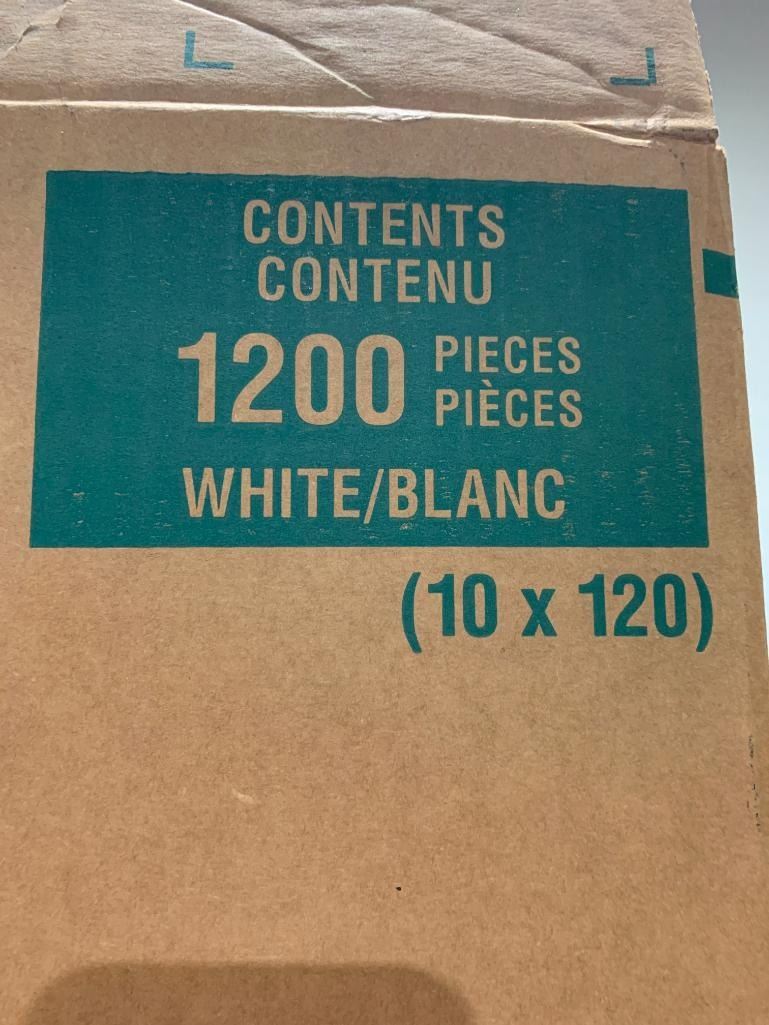 CONTENTS
CONTENU
1200 PIECES
PIÈCES
WHITE/BLANC
(10 x 120)